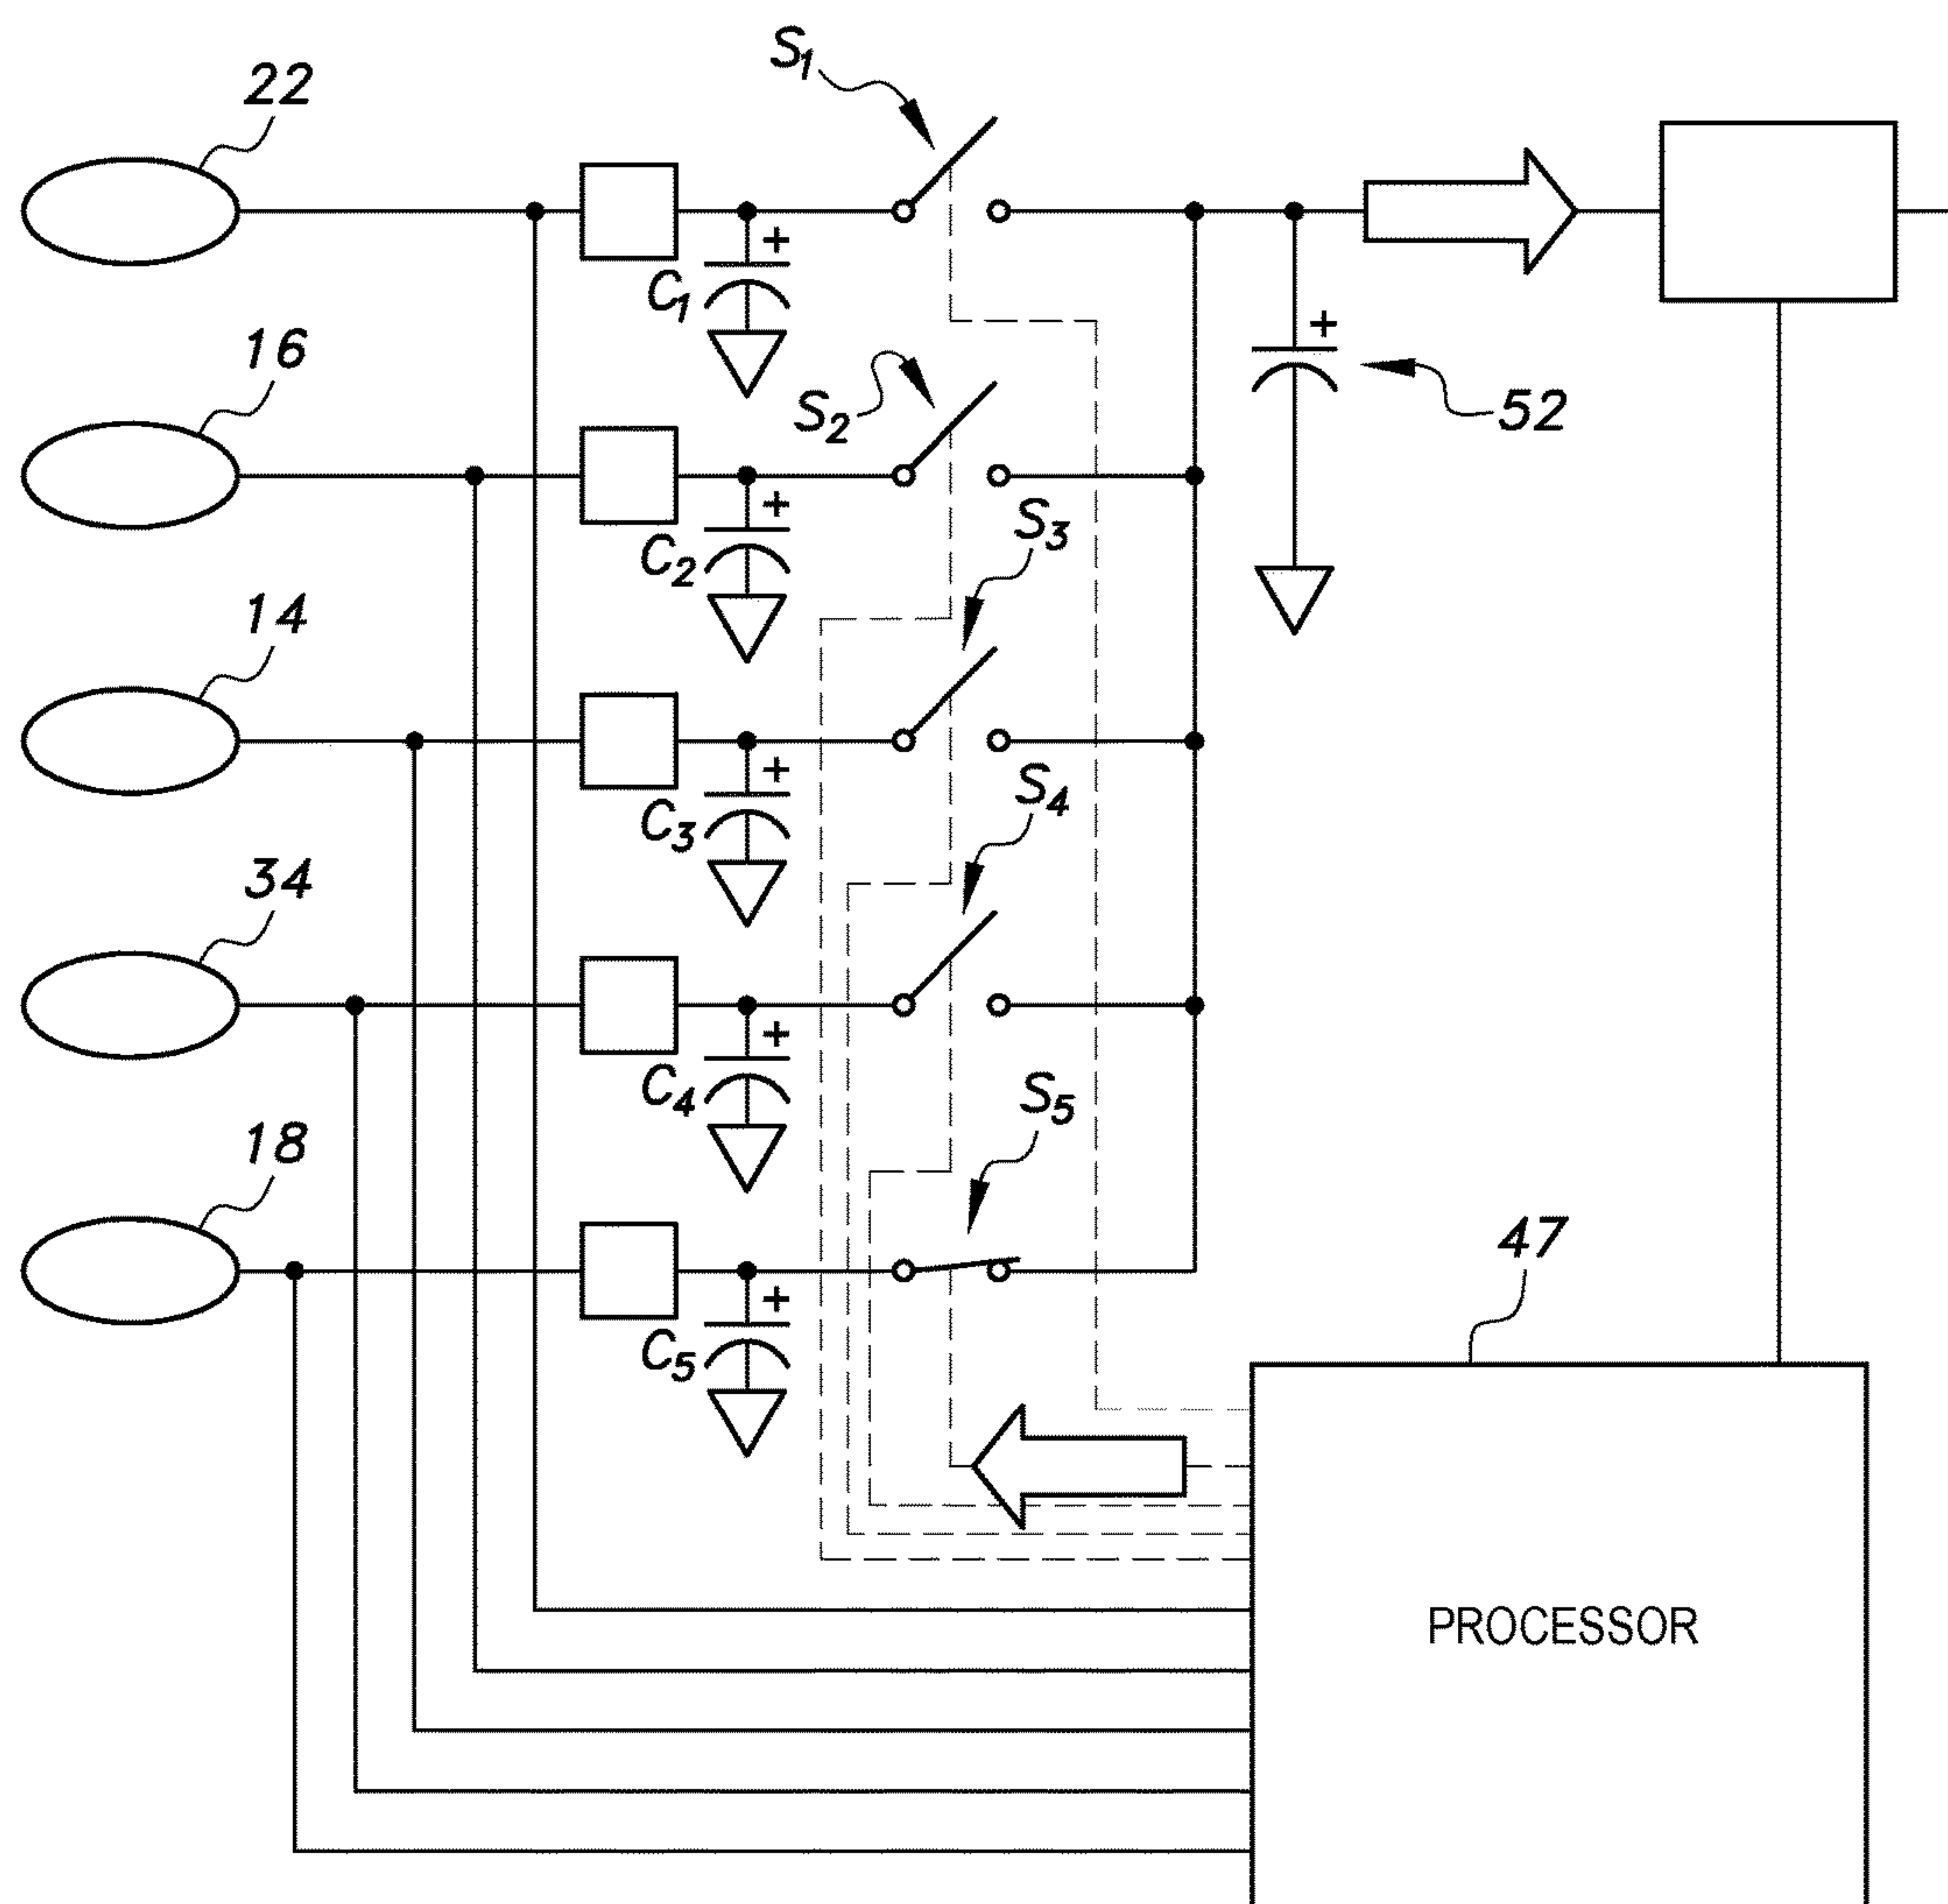 S1
22
+
C1
16
+
S2
52
+
C2
S3
14
+
C3
S4
34
+
C4
S5
18
+
C5
47
PROCESSOR